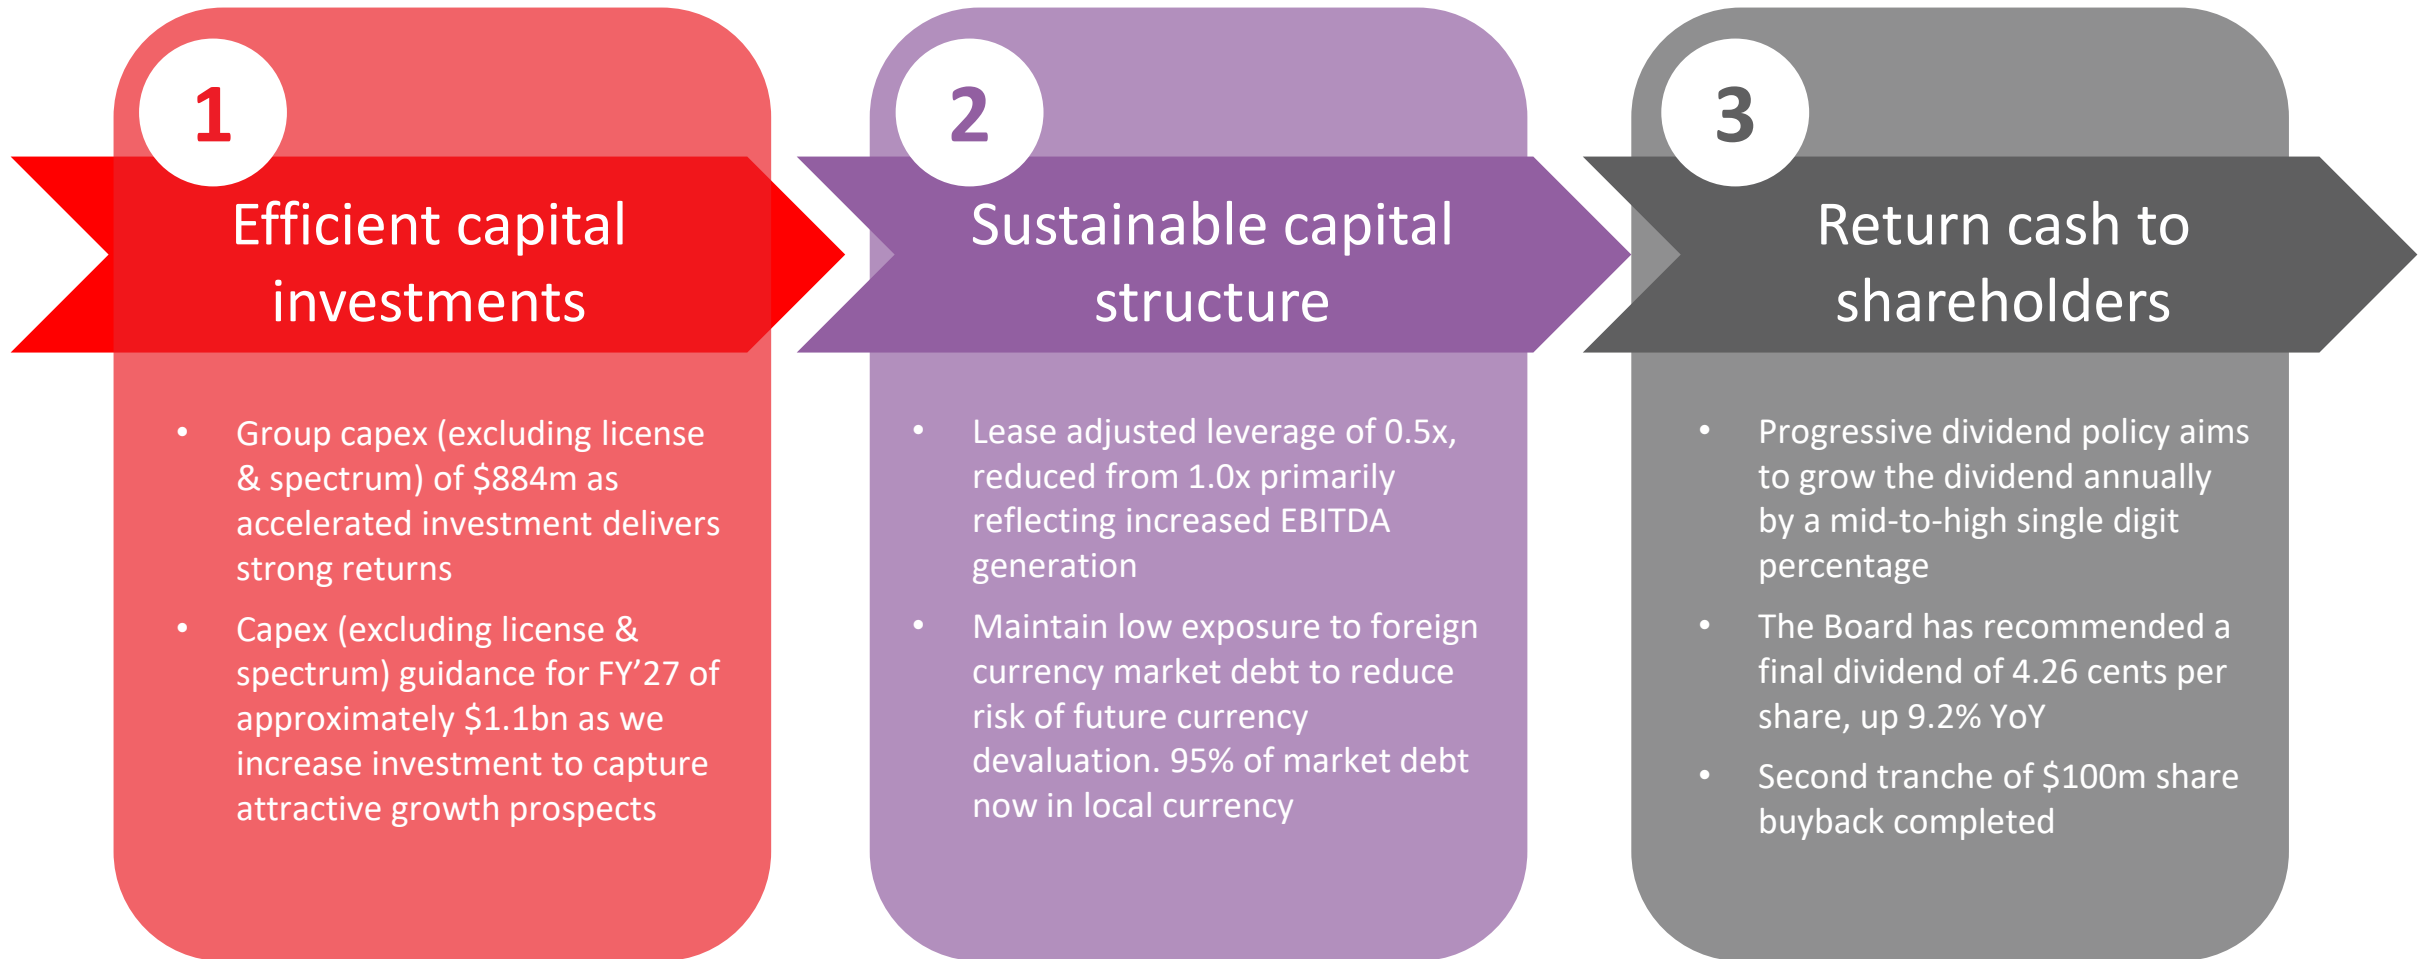 1
Efficient capital
investments
• Group capex (excluding license
& spectrum) of $884m as
accelerated investment delivers
strong returns
• Capex (excluding license &
spectrum) guidance for FY’27 of
approximately $1.1bn as we
increase investment to capture
attractive growth prospects
2
Sustainable capital
structure
• Lease adjusted leverage of 0.5x,
reduced from 1.0x primarily
reflecting increased EBITDA
generation
• Maintain low exposure to foreign
currency market debt to reduce
risk of future currency
devaluation. 95% of market debt
now in local currency
3
Return cash to
shareholders
• Progressive dividend policy aims
to grow the dividend annually
by a mid-to-high single digit
percentage
• The Board has recommended a
final dividend of 4.26 cents per
share, up 9.2% YoY
• Second tranche of $100m share
buyback completed